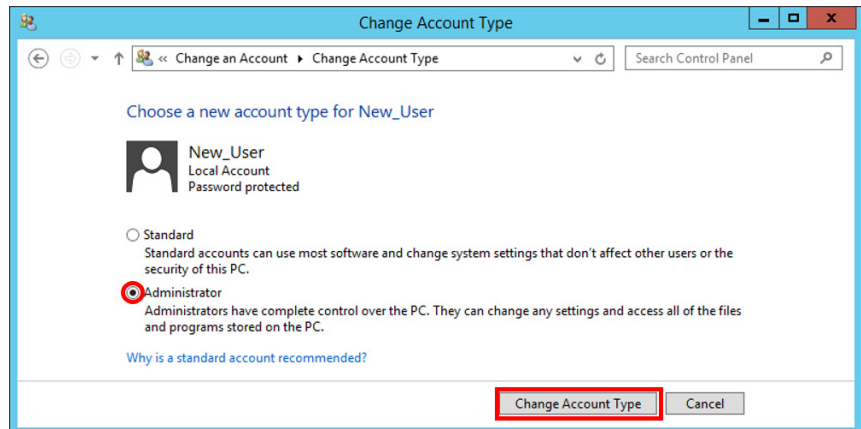 Change Account Type
« Change an Account ▸ Change Account Type
Search Control Panel
Choose a new account type for New_User
New_User
Local Account
Password protected
Standard
Standard accounts can use most software and change system settings that don't affect other users or the
security of this PC.
Administrator
Administrators have complete control over the PC. They can change any settings and access all of the files
and programs stored on the PC.
Why is a standard account recommended?
Change Account Type
Cancel